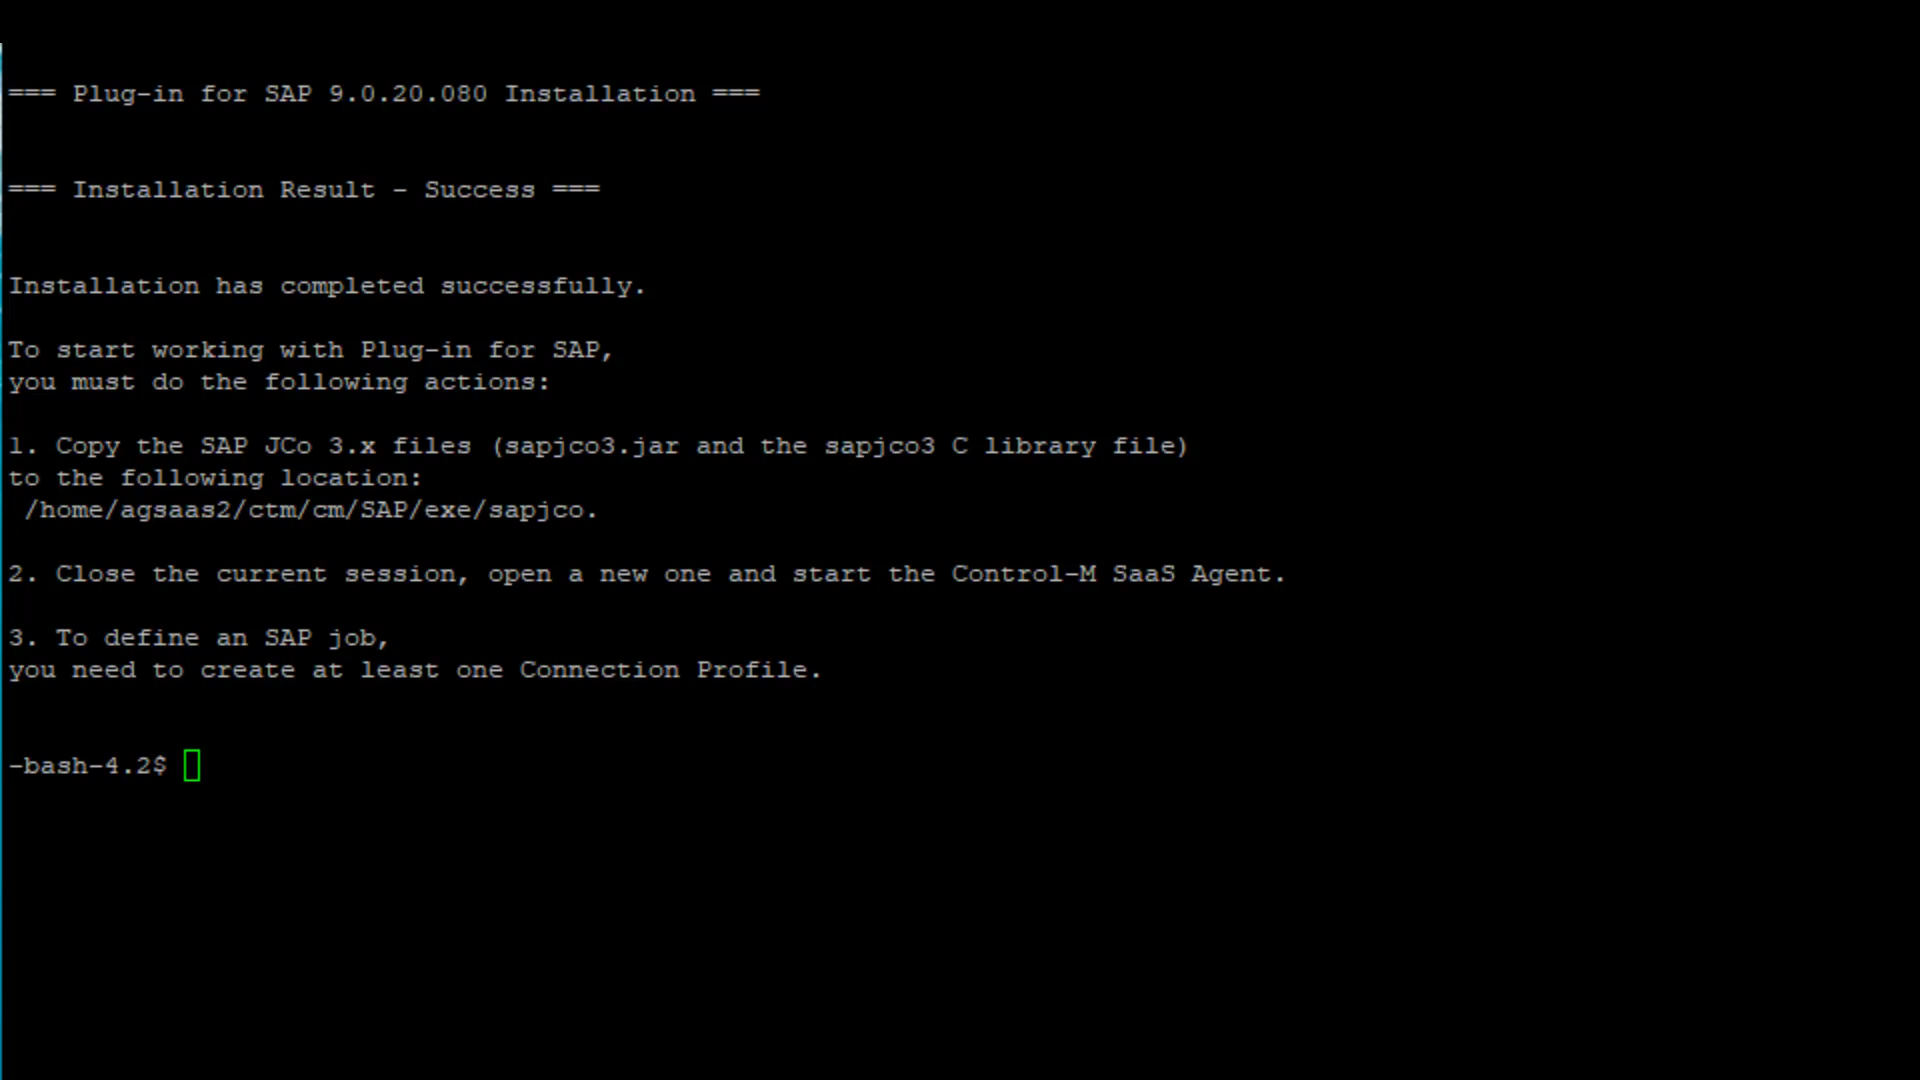 === Plug-in for SAP 9.0.20.080 Installation ===
=== Installation Result - Success ===
Installation has completed successfully.
To start working with Plug-in for SAP,
you must do the following actions:
1. Copy the SAP JCo 3.x files (sapjco3.jar and the sapjco3 C library file)
to the following location:
/home/agsaas2/ctm/cm/SAP/exe/sapjco.
2. Close the current session, open a new one and start the Control-M SaaS Agent.
3. To define an SAP job,
you need to create at least one Connection Profile.
-bash-4.2$